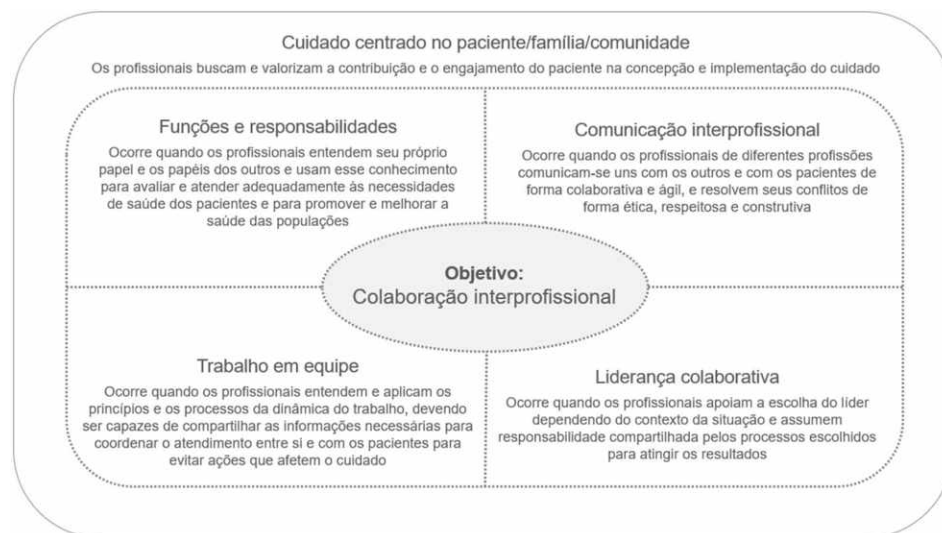 Cuidado centrado no paciente/família/comunidade
Os profissionais buscam e valorizam a contribuição e o engajamento do paciente na concepção e implementação do cuidado
Funções e responsabilidades
Ocorre quando os profissionais entendem seu próprio
papel e os papéis dos outros e usam esse conhecimento
para avaliar e atender adequadamente às necessidades
de saúde dos pacientes e para promover e melhorar a
saúde das populações
Comunicação interprofissional
Ocorre quando os profissionais de diferentes profissões
comunicam-se uns com os outros e com os pacientes de
forma colaborativa e ágil, e resolvem seus conflitos de
forma ética, respeitosa e construtiva
Objetivo:
Colaboração interprofissional
Trabalho em equipe
Ocorre quando os profissionais entendem e aplicam os
princípios e os processos da dinâmica do trabalho, devendo
ser capazes de compartilhar as informações necessárias para
coordenar o atendimento entre si e com os pacientes para
evitar ações que afetem o cuidado
Liderança colaborativa
Ocorre quando os profissionais apoiam a escolha do líder
dependendo do contexto da situação e assumem
responsabilidade compartilhada pelos processos escolhidos
para atingir os resultados